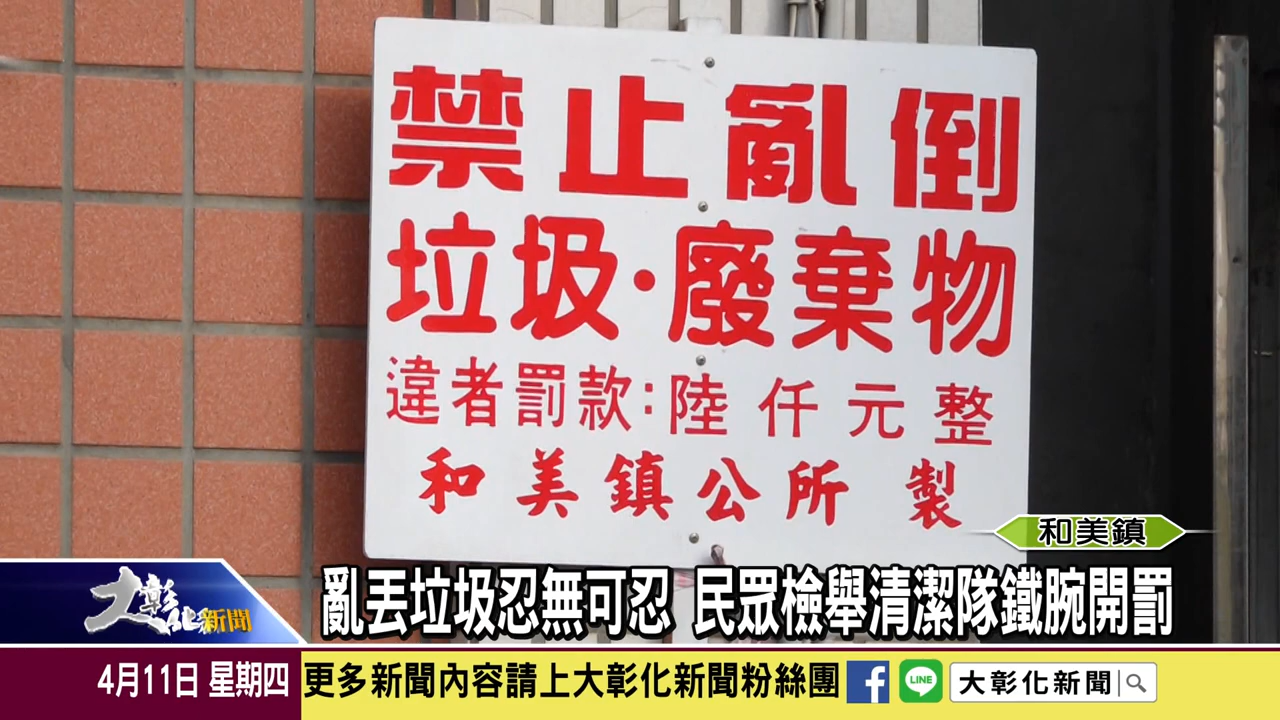 禁止亂倒
垃圾·廢棄物
違者罰款:陸仟元整
和美鎮公所 製
和美鎮
大彰化新聞
亂丟垃圾忍無可忍 民眾檢舉清潔隊鐵腕開罰
4月11日 星期四
更多新聞內容請上大彰化新聞粉絲團
f
LINE
大彰化新聞